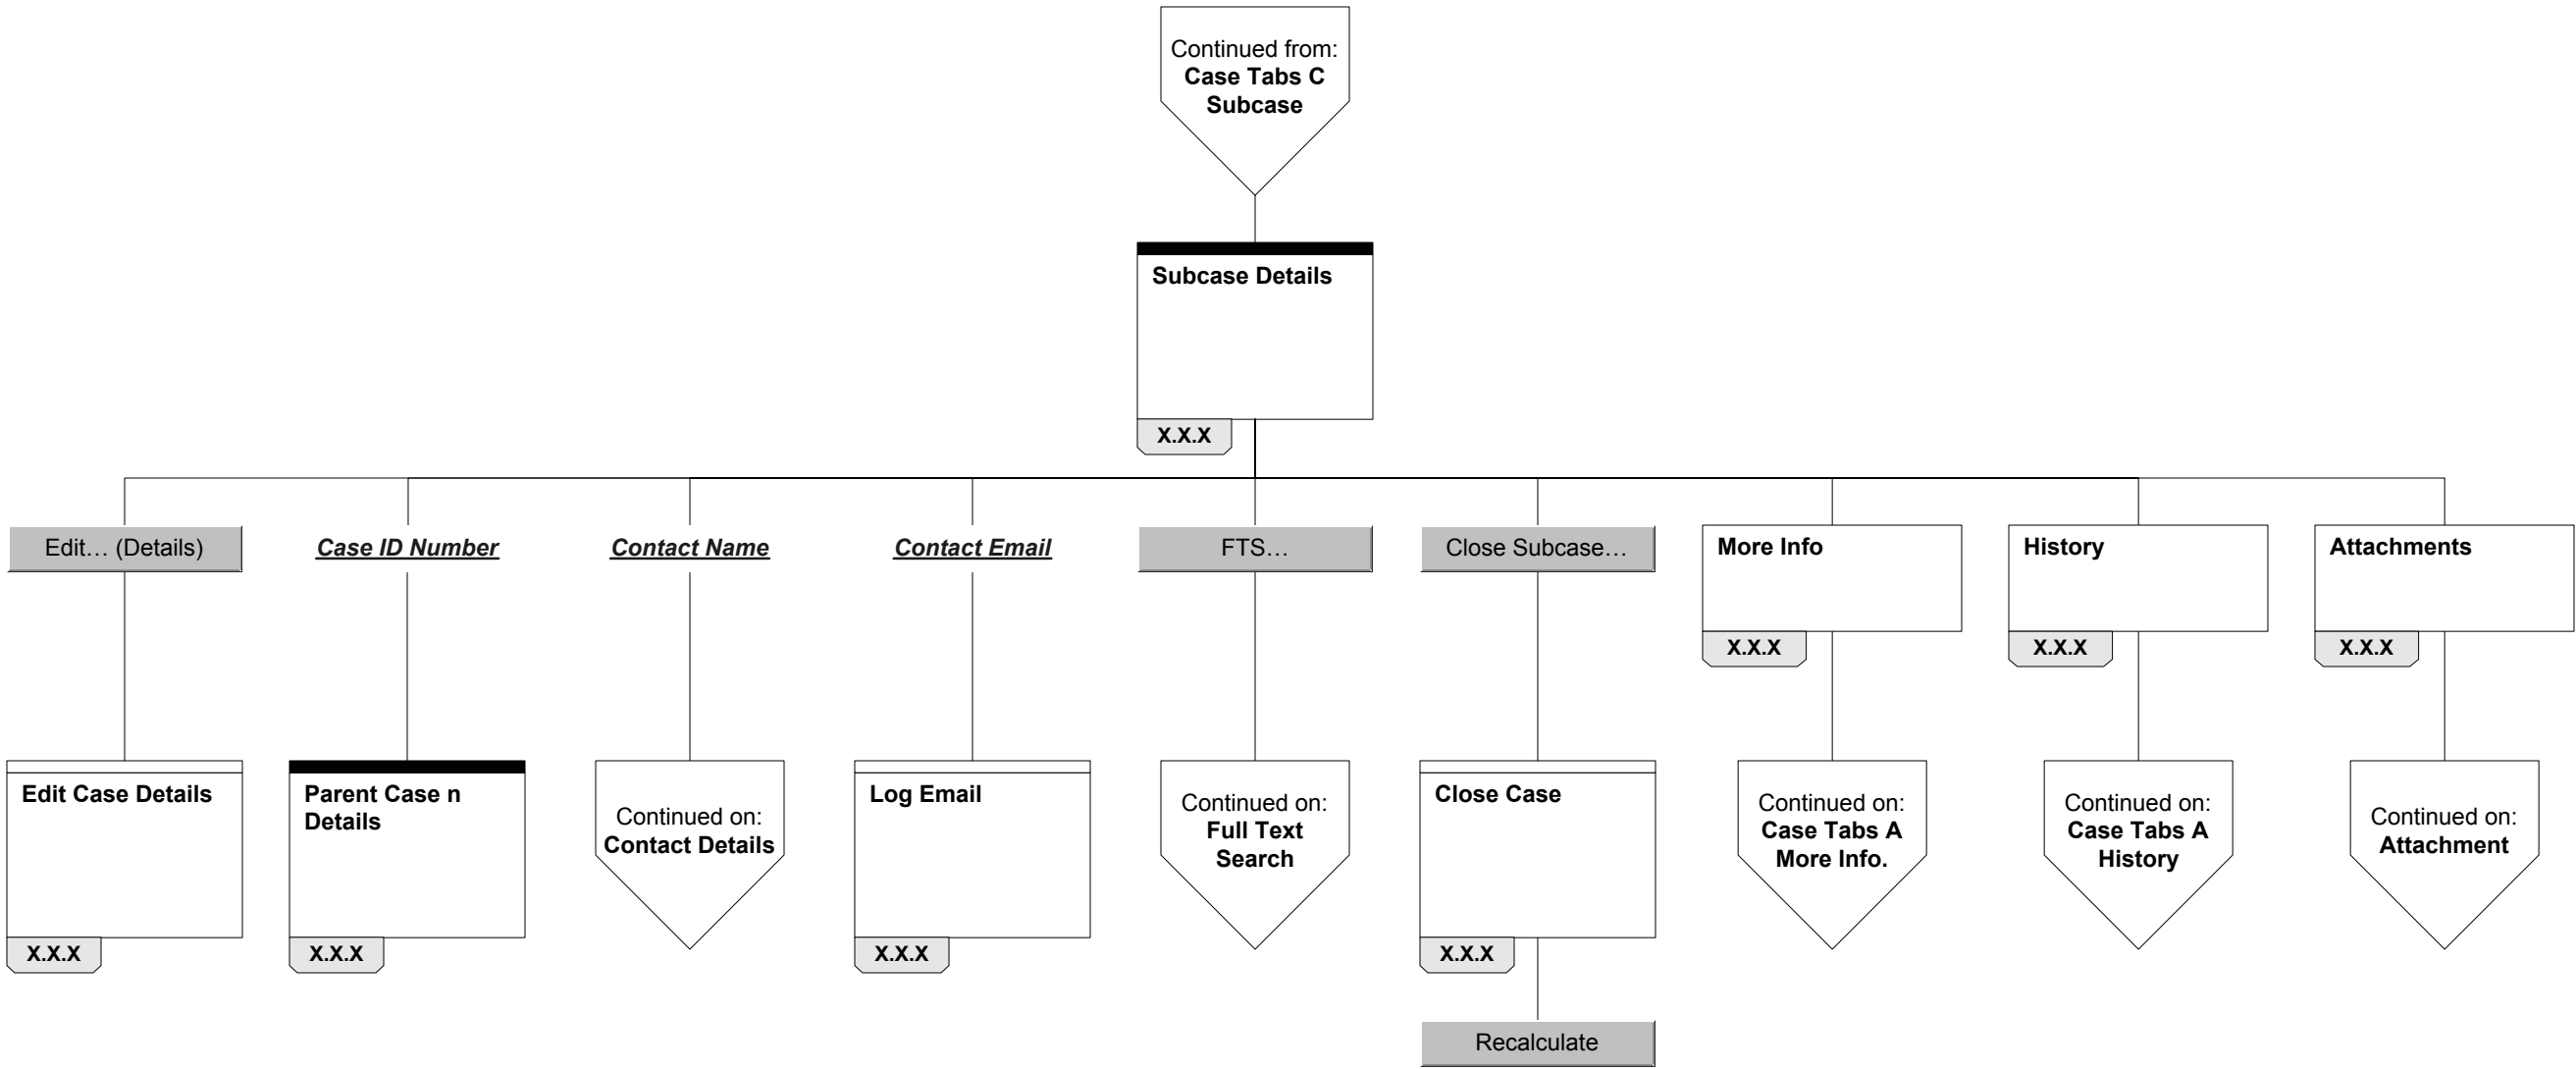 Continued from:
Case Tabs C
Subcase
Subcase Details
X.X.X
Edit… (Details)
Case ID Number
Contact Name
Contact Email
FTS…
Close Subcase…
More Info
X.X.X
History
X.X.X
Attachments
X.X.X
Edit Case Details
X.X.X
Parent Case n
Details
X.X.X
Continued on:
Contact Details
Log Email
X.X.X
Continued on:
Full Text
Search
Close Case
X.X.X
Continued on:
Case Tabs A
More Info.
Continued on:
Case Tabs A
History
Continued on:
Attachment
Recalculate